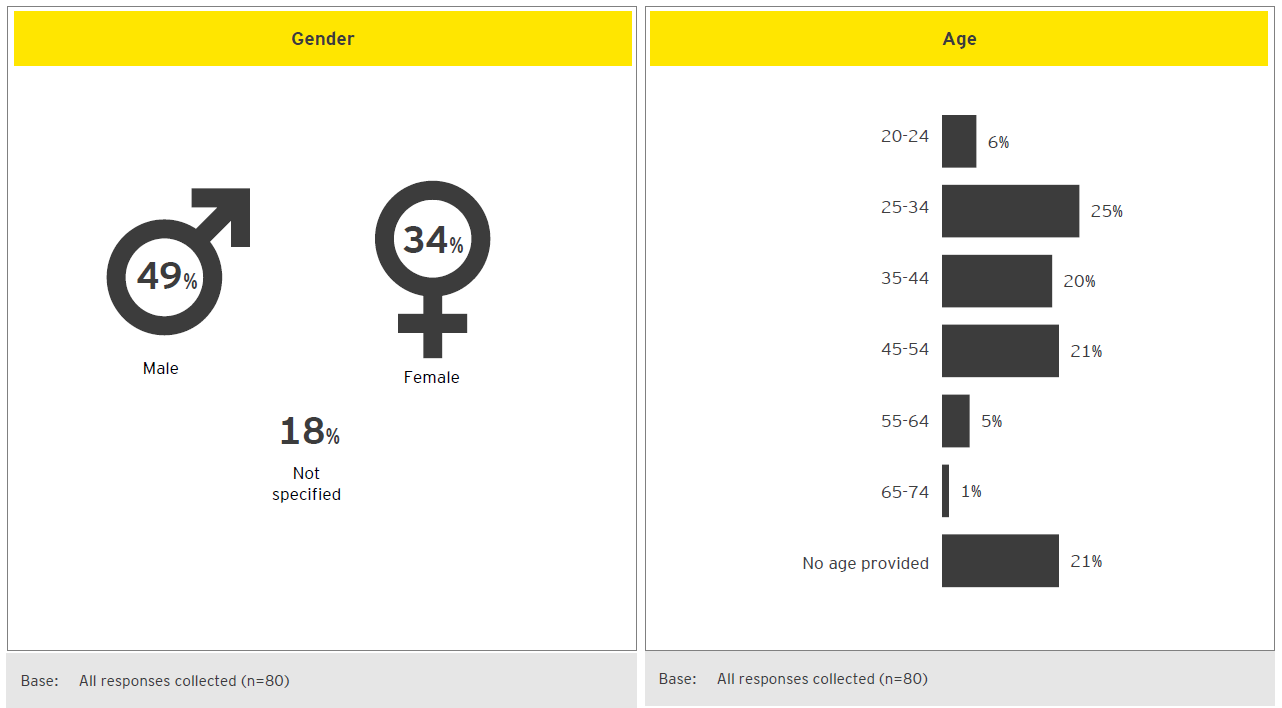 Gender
49%
Male
34%
Female
18%
Not
specified
Base: All responses collected (n=80)
Age
20-24 6%
25-34 25%
35-44 20%
45-54 21%
55-64 5%
65-74 1%
No age provided 21%
Base: All responses collected (n=80)